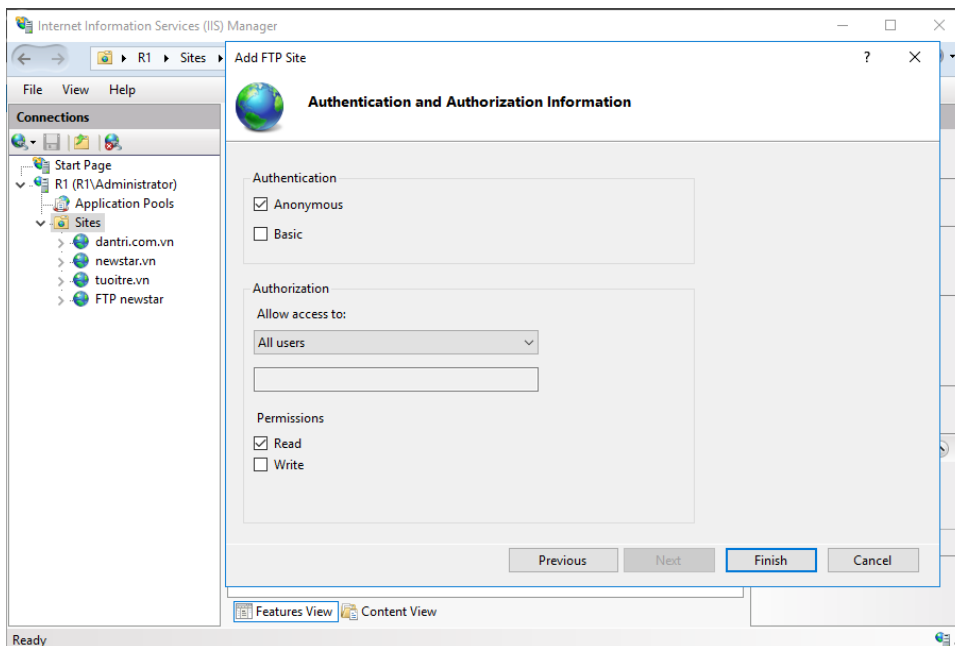 Internet Information Services (IIS) Manager
R1 Sites
File View Help
Connections
Start Page
R1 (R1\Administrator)
Application Pools
Sites
dantri.com.vn
newstar.vn
tuoitre.vn
FTP newstar
Add FTP Site
?
Authentication and Authorization Information
Authentication
Anonymous
Basic
Authorization
Allow access to:
All users
Permissions
Read
Write
Previous Next Finish Cancel
Features View Content View
Ready